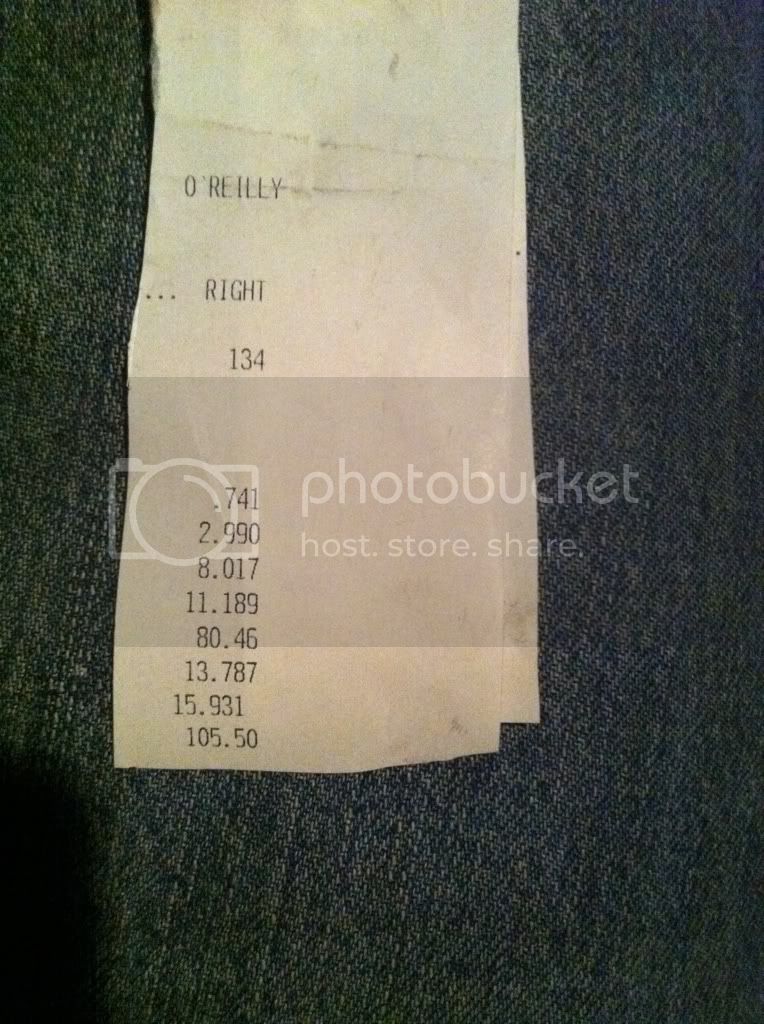 O'REILLY
... RIGHT
134
photobucket
host. store. share.
.741
2.990
8.017
11.189
80.46
13.787
15.931
105.50